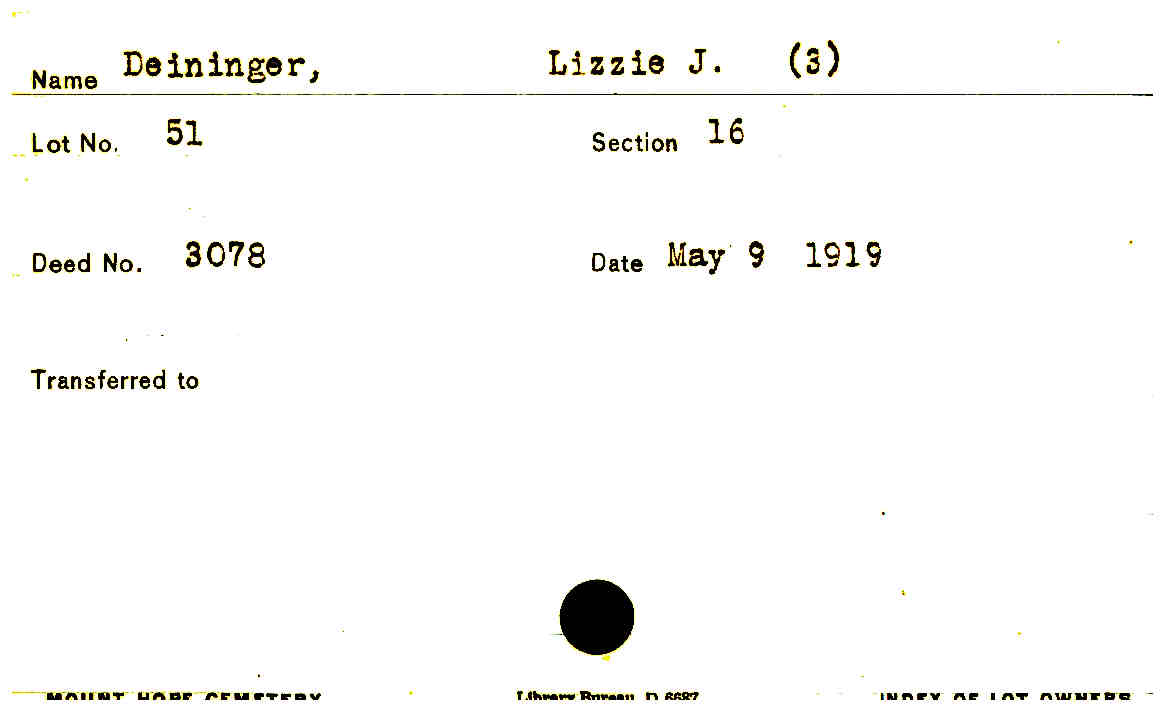 Name Deininger, Lizzie J. (3)
Lot No. 51 Section 16
Deed No. 3078 Date May 9 1919
Transferred to
MOUNT HOPE CEMETERY Library Bureau D 6687 INDEX OF LOT OWNERS